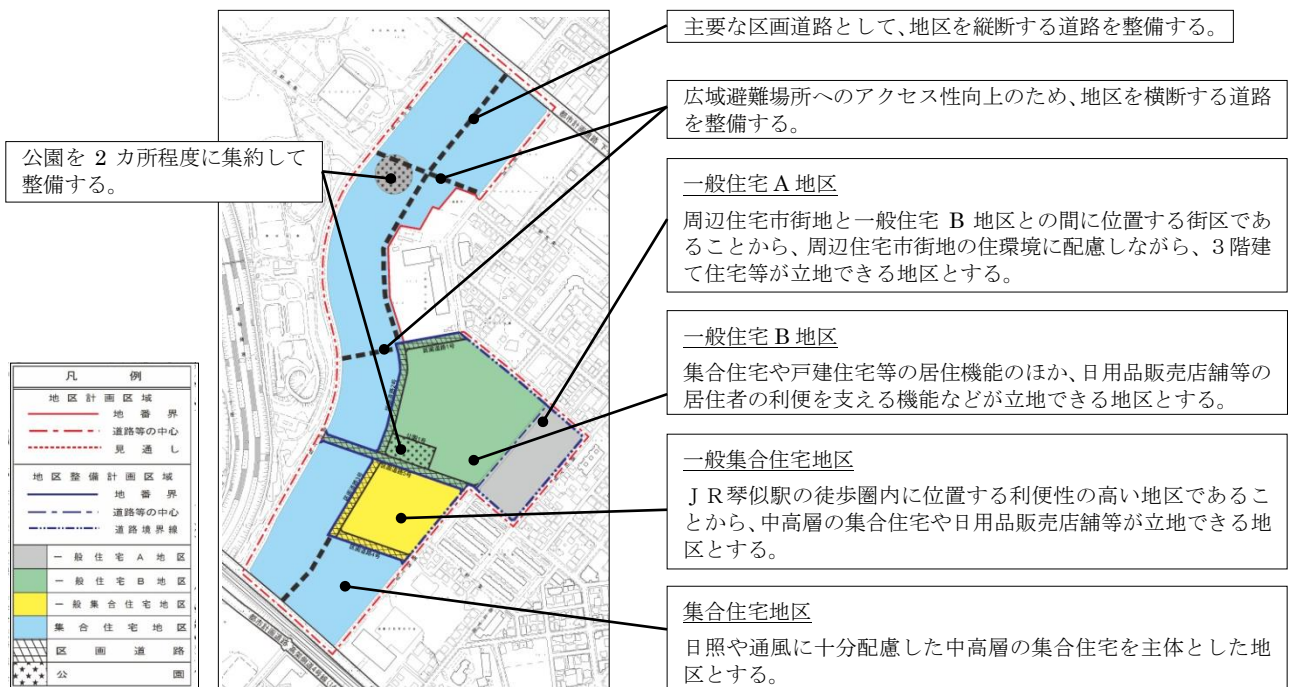 主要な区画道路として、地区を縦断する道路を整備する。
広域避難場所へのアクセス性向上のため、地区を横断する道路
を整備する。
公園を 2 カ所程度に集約して
整備する。
一般住宅 A 地区
周辺住宅市街地と一般住宅 B 地区との間に位置する街区であ
ることから、周辺住宅市街地の住環境に配慮しながら、３階建
て住宅等が立地できる地区とする。
一般住宅 B 地区
集合住宅や戸建住宅等の居住機能のほか、日用品販売店舗等の
居住者の利便を支える機能などが立地できる地区とする。
一般集合住宅地区
ＪＲ琴似駅の徒歩圏内に位置する利便性の高い地区であるこ
とから、中高層の集合住宅や日用品販売店舗等が立地できる地
区とする。
集合住宅地区
日照や通風に十分配慮した中高層の集合住宅を主体とした地
区とする。
凡例
地区計画区域
地番界
道路等の中心
見通し
地区整備計画区域
地番界
道路等の中心
道路境界線
一般住宅A地区
一般住宅B地区
一般集合住宅地区
集合住宅地区
区画道路
公園
都市計画道路
区画道路1号
都市計画道路